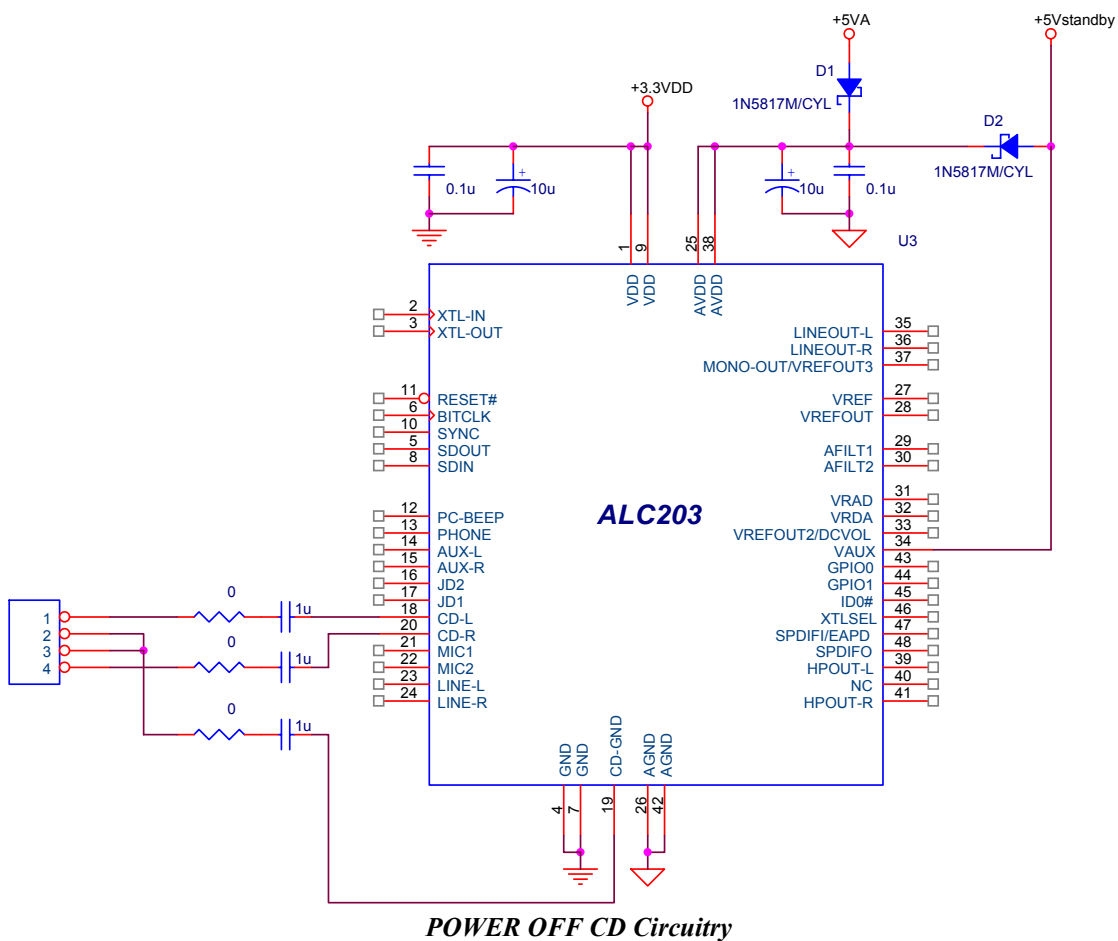 +5VA
+5Vstandby
D1
1N5817M/CYL
+3.3VDD
D2
1N5817M/CYL
0.1u
10u
10u
0.1u
U3
1
9
25
38
VDD
VDD
AVDD
AVDD
2
XTL-IN
3
XTL-OUT
11
RESET#
6
BITCLK
10
SYNC
5
SDOUT
8
SDIN
12
PC-BEEP
13
PHONE
14
AUX-L
15
AUX-R
16
JD2
17
JD1
18
CD-L
20
CD-R
21
MIC1
22
MIC2
23
LINE-L
24
LINE-R
ALC203
LINEOUT-L
35
LINEOUT-R
36
MONO-OUT/VREFOUT3
37
VREF
27
VREFOUT
28
AFILT1
29
AFILT2
30
VRAD
31
VRDA
32
VREFOUT2/DCVOL
33
VAUX
34
GPIO0
43
GPIO1
44
ID0#
45
XTLSEL
46
SPDIFI/EAPD
47
SPDIFO
48
HPOUT-L
39
NC
40
HPOUT-R
41
1
2
3
4
0
1u
0
1u
0
1u
GND
GND
CD-GND
AGND
AGND
4
7
19
26
42
POWER OFF CD Circuitry